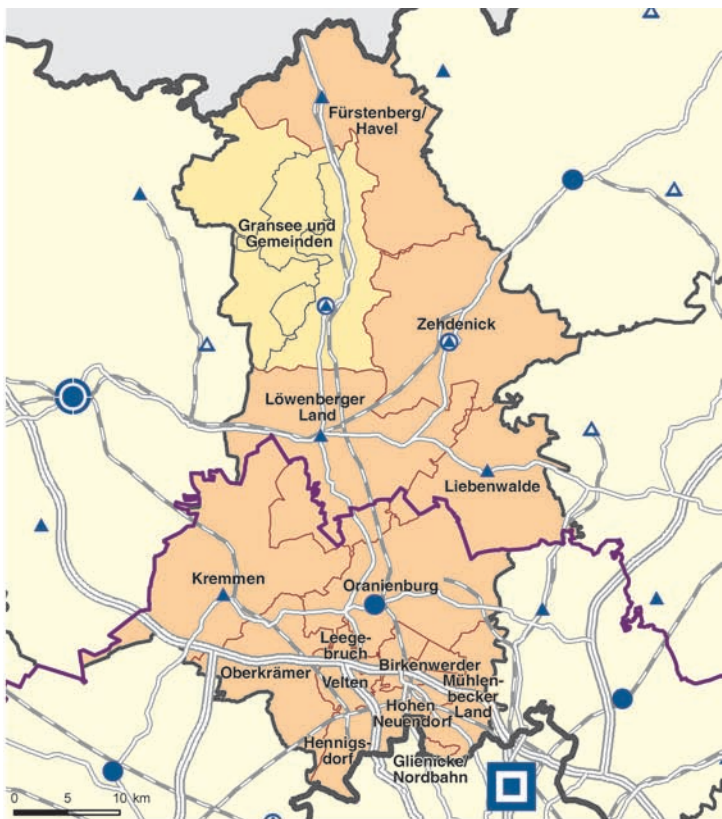 Fürstenberg/
Havel
Gransee und
Gemeinden
Zehdenick
Löwenberger
Land
Liebenwalde
Kremmen
Oranienburg
Leege-
bruch
Oberkrämer
Velten
Birkenwerder
Mühlen-
becker
Land
Hohen
Neuendorf
Hennigs-
dorf
Glienicke/
Nordbahn
0 5 10 km